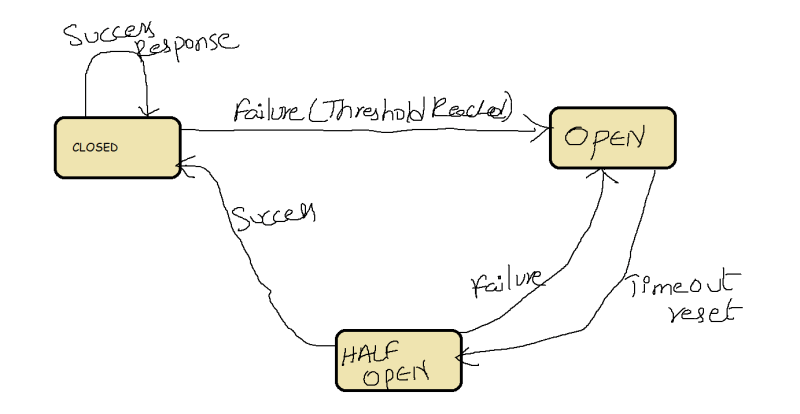 Success
Response
Failure (Threshold Reached)
CLOSED
OPEN
Success
Failure
Timeout
reset
HALF
OPEN